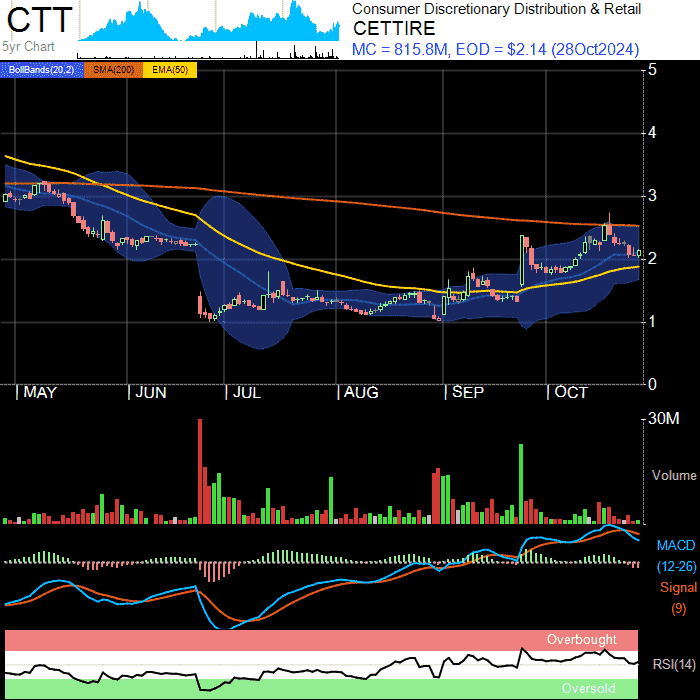 CTT
5yr Chart
Consumer Discretionary Distribution & Retail
CETTIRE
MC = 815.8M, EOD = $2.14 (28Oct2024)
BollBands(20,2) SMA(200) EMA(50)
5
4
3
2
1
0
MAY JUN JUL AUG SEP OCT
30M
Volume
MACD
(12-26)
Signal
(9)
Overbought
RSI(14)
Oversold